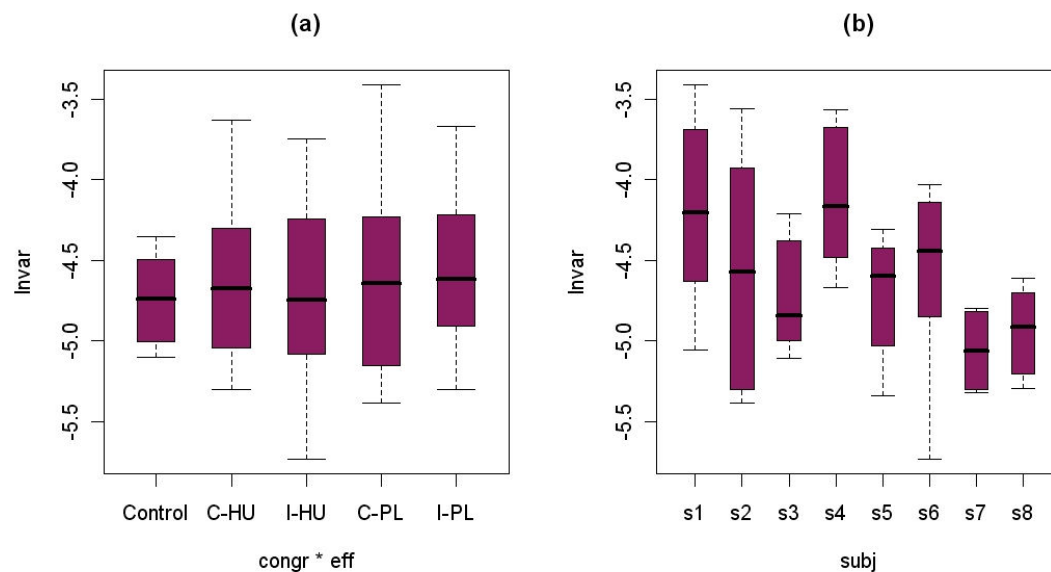 (a)
lnvar
-3.5
-4.0
-4.5
-5.0
-5.5
Control C-HU I-HU C-PL I-PL
congr * eff
(b)
lnvar
-3.5
-4.0
-4.5
-5.0
-5.5
s1 s2 s3 s4 s5 s6 s7 s8
subj